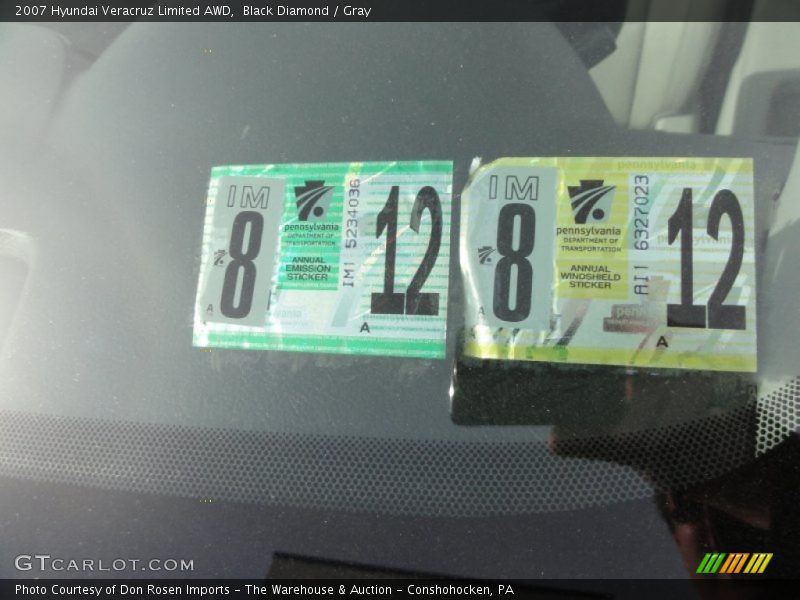 2007 Hyundai Veracruz Limited AWD,  Black Diamond / Gray
IM
8
A
pennsylvania
DEPARTMENT OF
TRANSPORTATION
ANNUAL
EMISSION
STICKER
IM1 5234036
12
A
IM
8
A
pennsylvania
DEPARTMENT OF
TRANSPORTATION
ANNUAL
WINDSHIELD
STICKER
AI1 6327023
12
A
pennsylvania
GTCARLOT.COM
Photo Courtesy of Don Rosen Imports - The Warehouse & Auction - Conshohocken, PA